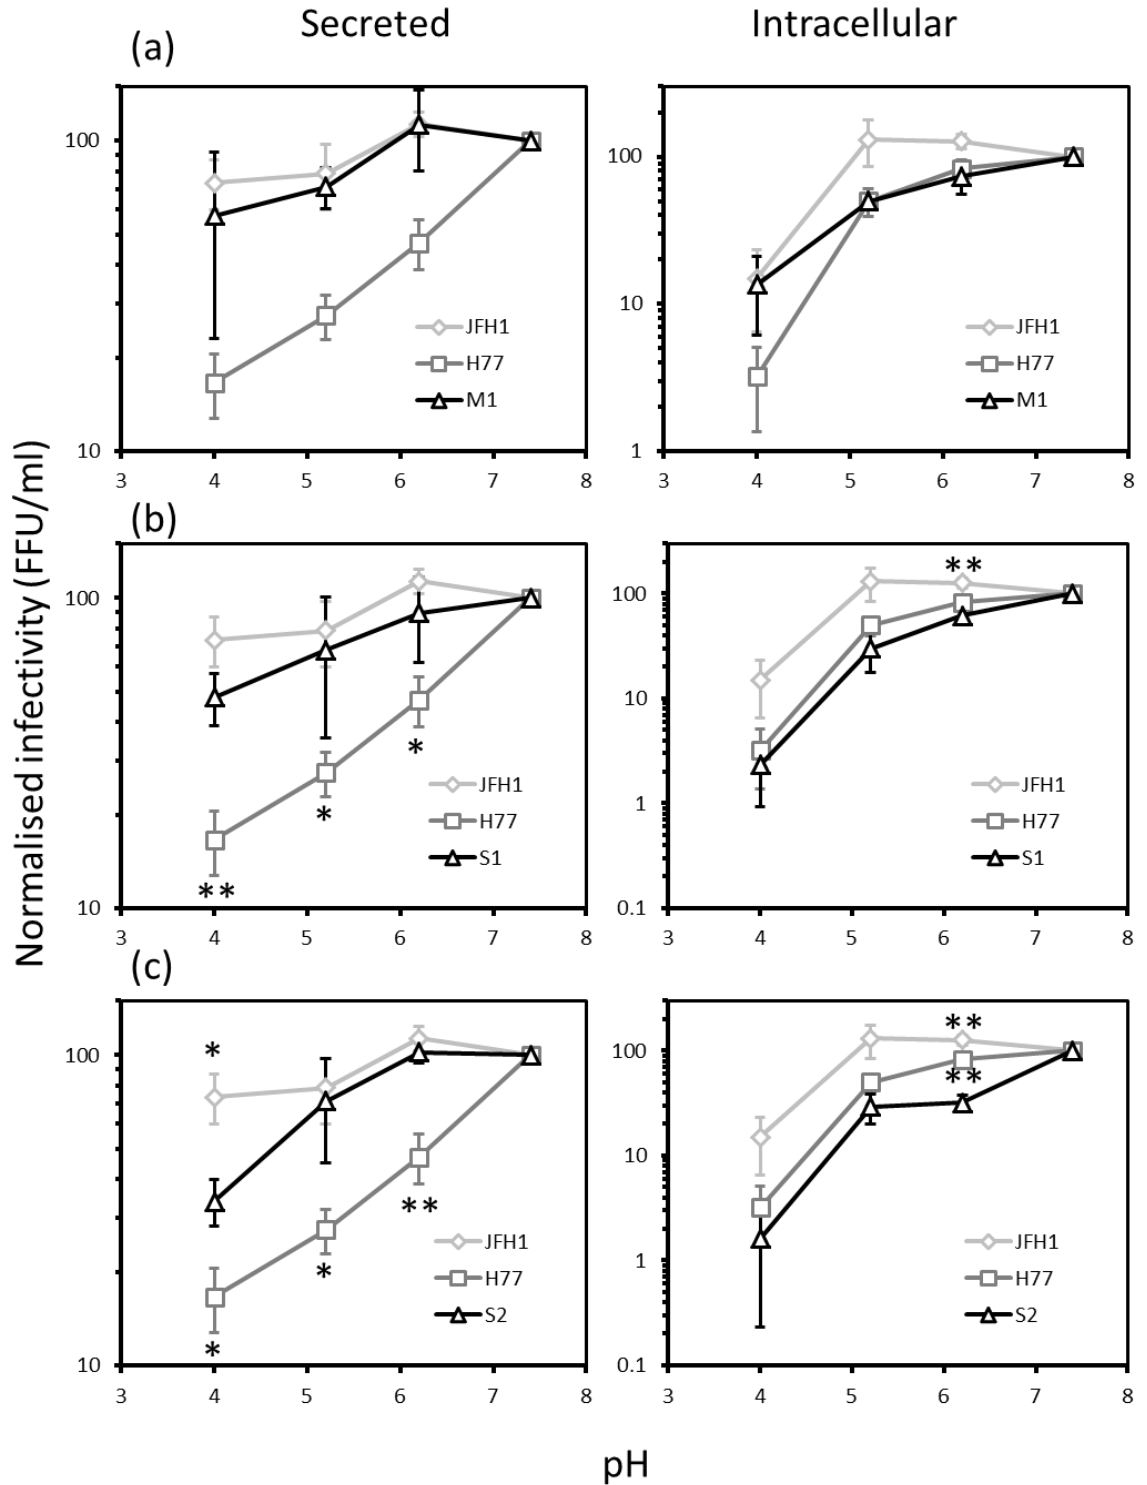 Secreted Intracellular
(a)
100
10
3 4 5 6 7 8
JFH1
H77
M1
100
10
1
3 4 5 6 7 8
JFH1
H77
M1
Normalised infectivity (FFU/ml)
(b)
100
10
3 4 5 6 7 8
**
*
*
JFH1
H77
S1
100
10
1
0.1
3 4 5 6 7 8
**
JFH1
H77
S1
(c)
100
10
3 4 5 6 7 8
*
*
*
**
JFH1
H77
S2
100
10
1
0.1
3 4 5 6 7 8
**
**
JFH1
H77
S2
pH